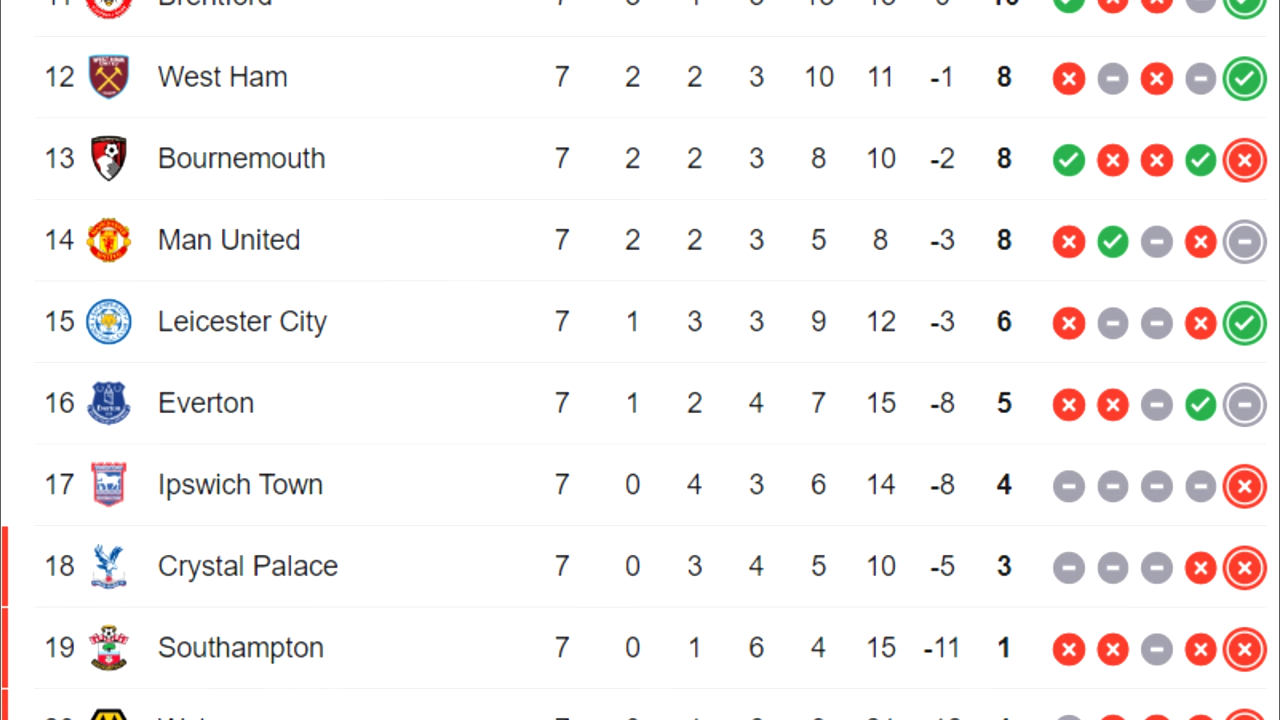 12 West Ham 7 2 2 3 10 11 -1 8
13 Bournemouth 7 2 2 3 8 10 -2 8
14 Man United 7 2 2 3 5 8 -3 8
15 Leicester City 7 1 3 3 9 12 -3 6
16 Everton 7 1 2 4 7 15 -8 5
17 Ipswich Town 7 0 4 3 6 14 -8 4
18 Crystal Palace 7 0 3 4 5 10 -5 3
19 Southampton 7 0 1 6 4 15 -11 1